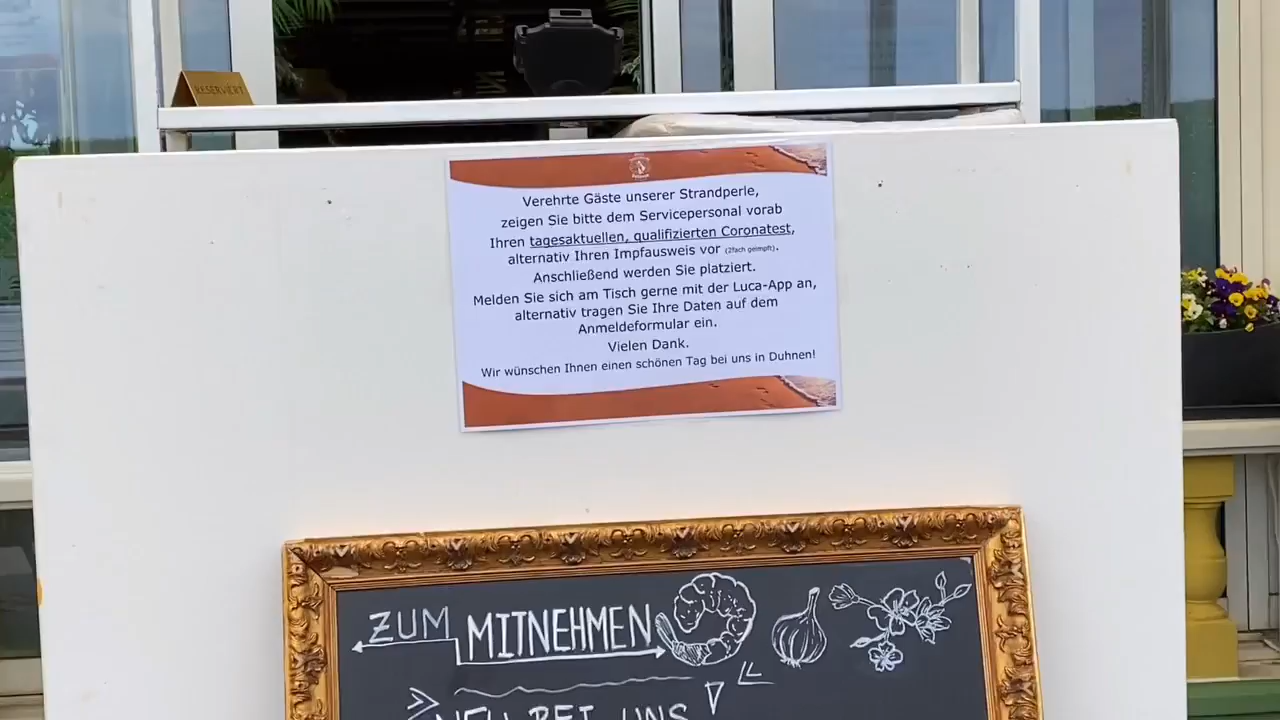 RESERVIERT
Verehrte Gäste unserer Strandperle,
zeigen Sie bitte dem Servicepersonal vorab
Ihren tagesaktuellen, qualifizierten Coronatest,
alternativ Ihren Impfausweis vor (2fach geimpft).
Anschließend werden Sie platziert.
Melden Sie sich am Tisch gerne mit der Luca-App an,
alternativ tragen Sie Ihre Daten auf dem
Anmeldeformular ein.
Vielen Dank.
Wir wünschen Ihnen einen schönen Tag bei uns in Duhnen!
ZUM MITNEHMEN
NEU BEI UNS